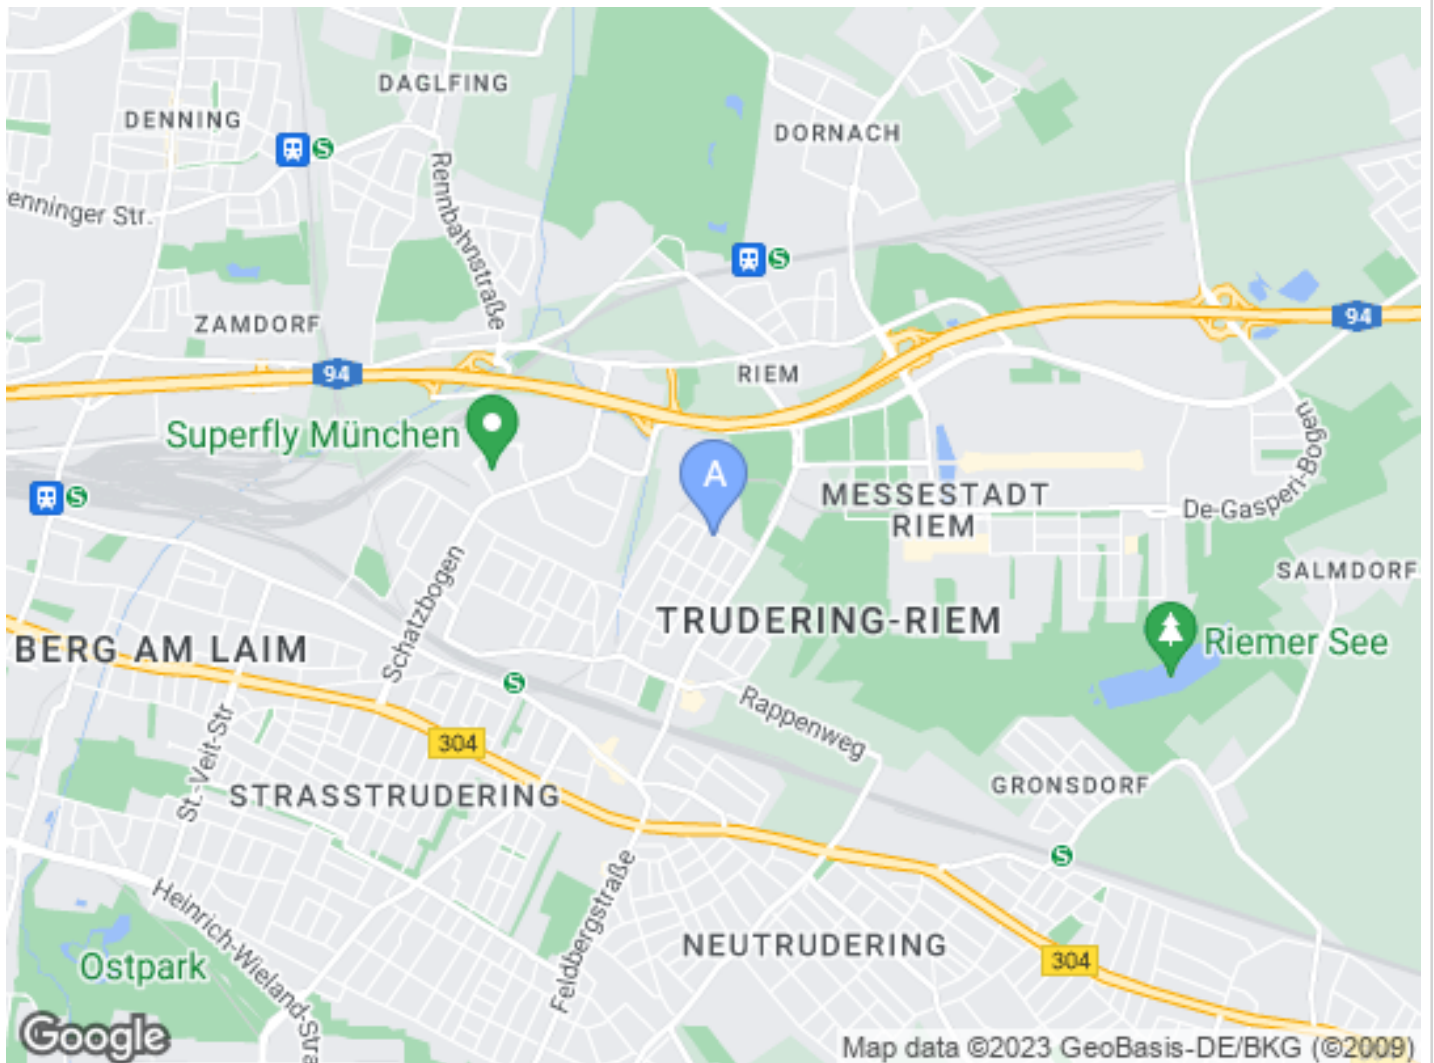 DAGLFING
DENNING
S
DORNACH
Rennbahnstraße
enninger Str.
S
94
ZAMDORF
94
RIEM
Superfly München
De-Gasperi-Bogen
A
S
MESSESTADT
RIEM
SALMDORF
Schatzbogen
TRUDERING-RIEM
Riemer See
BERG AM LAIM
S
Rappenweg
304
St.-Veit-Str
STRASSTRUDERING
GRONSDORF
S
Feldbergstraße
Heinrich-Wieland-Stra
NEUTRUDERING
Ostpark
304
Google
Map data ©2023 GeoBasis-DE/BKG (©2009)